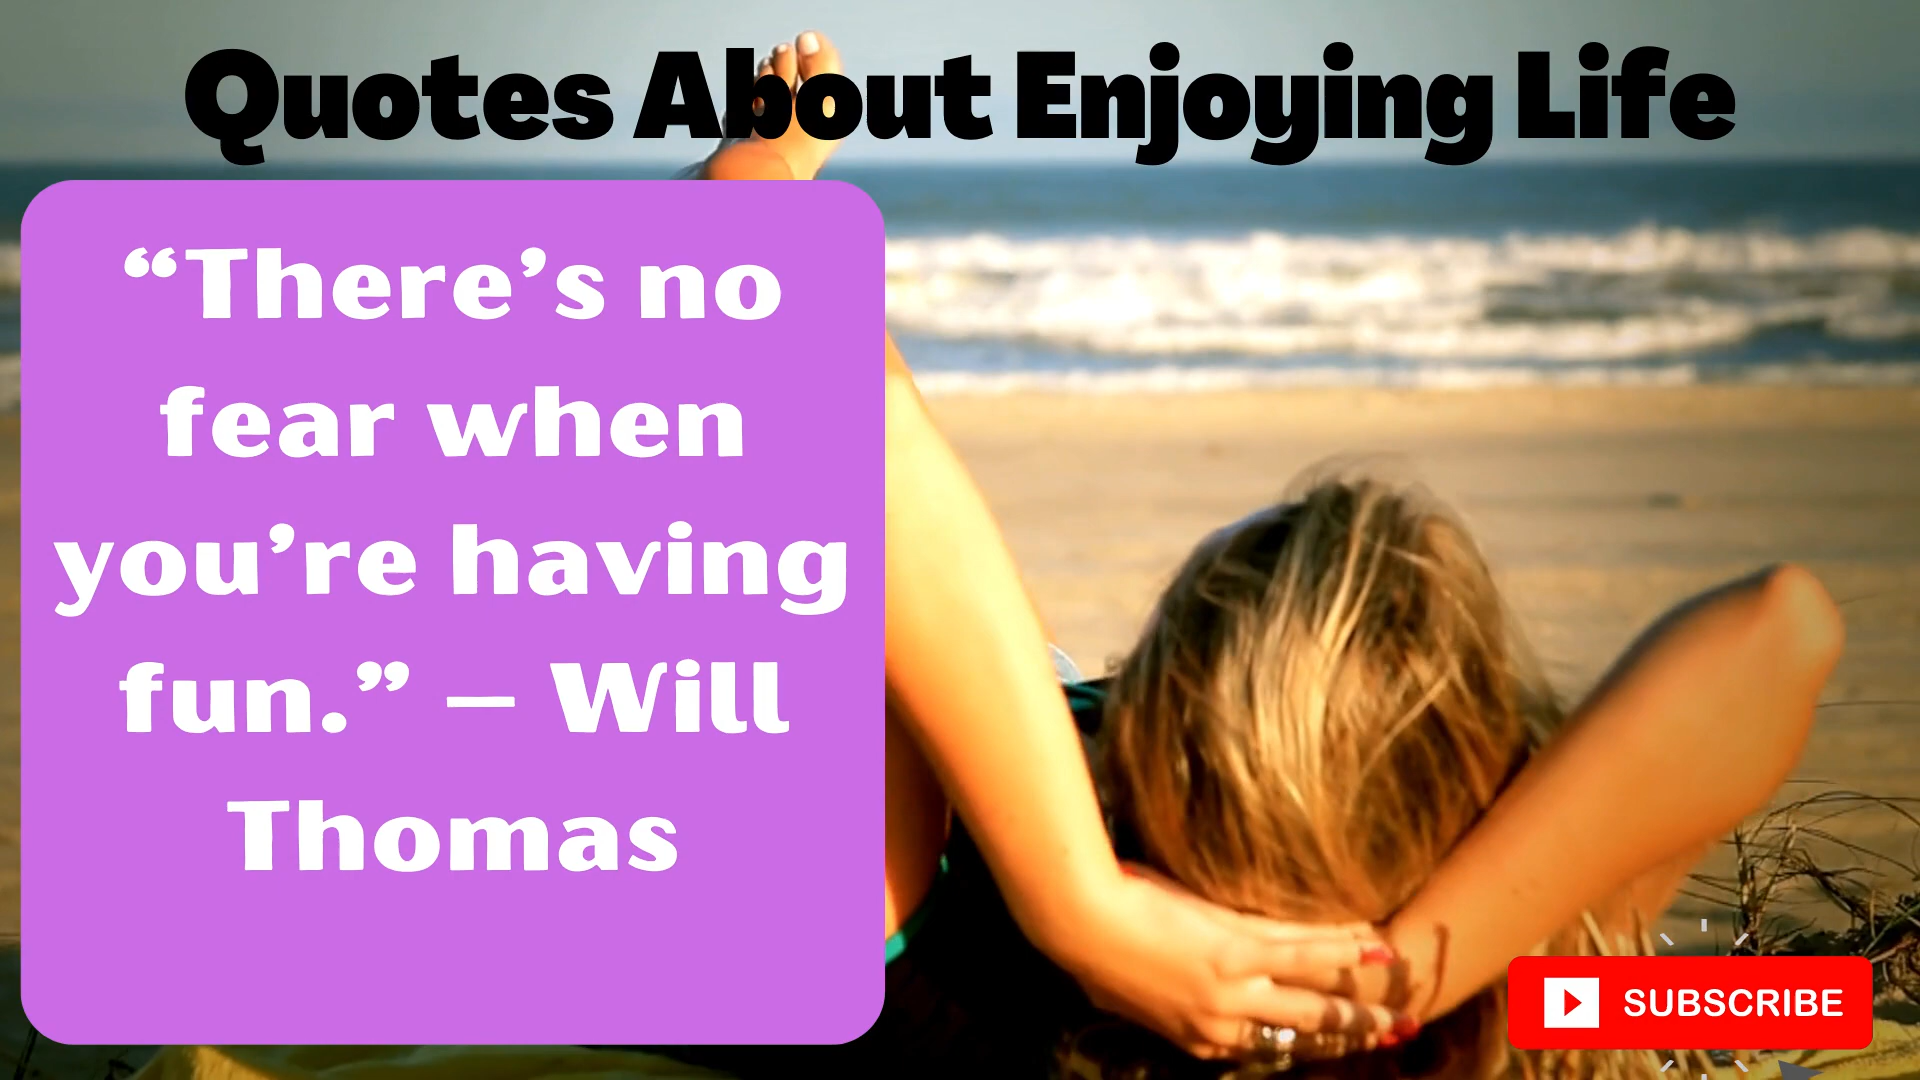 Quotes About Enjoying Life
“There’s no
fear when
you’re having
fun.” – Will
Thomas
SUBSCRIBE